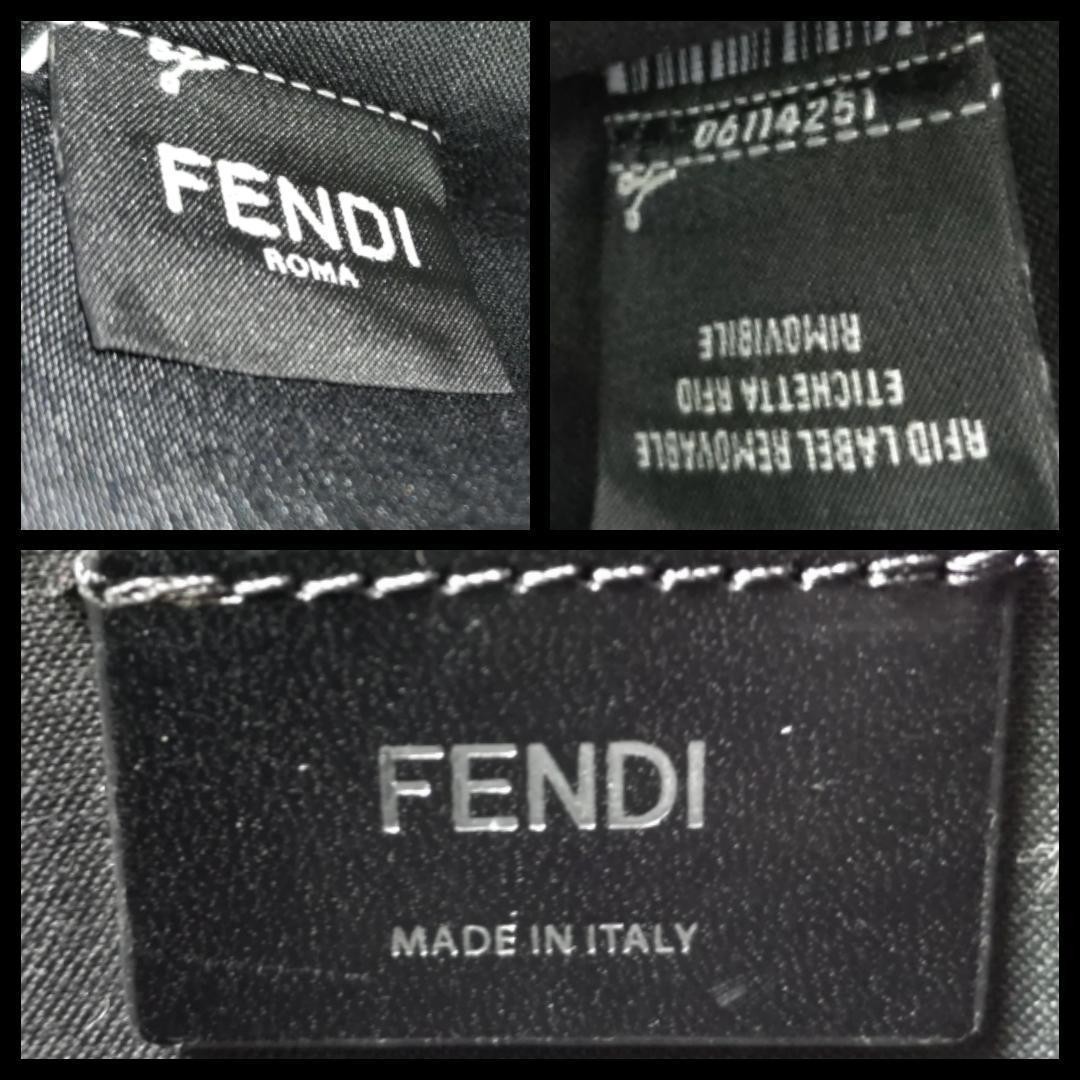 FENDI
ROMA
06114251
RFID LABEL REMOVABLE
ETICHETTA RFID
RIMOVIBILE
FENDI
MADE IN ITALY